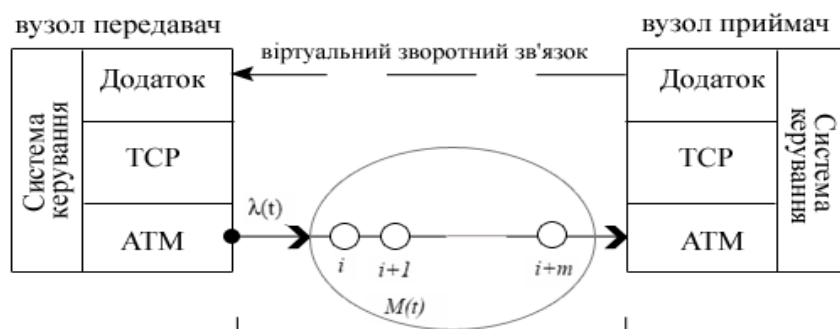 вузол передавач
вузол приймач
віртуальний зворотний зв'язок
Система
керування
Додаток
TCP
ATM
λ(t)
i
i+1
i+m
M(t)
Додаток
TCP
ATM
Система
керування